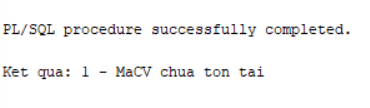 PL/SQL procedure successfully completed.
Ket qua: 1 - MaCV chua ton tai